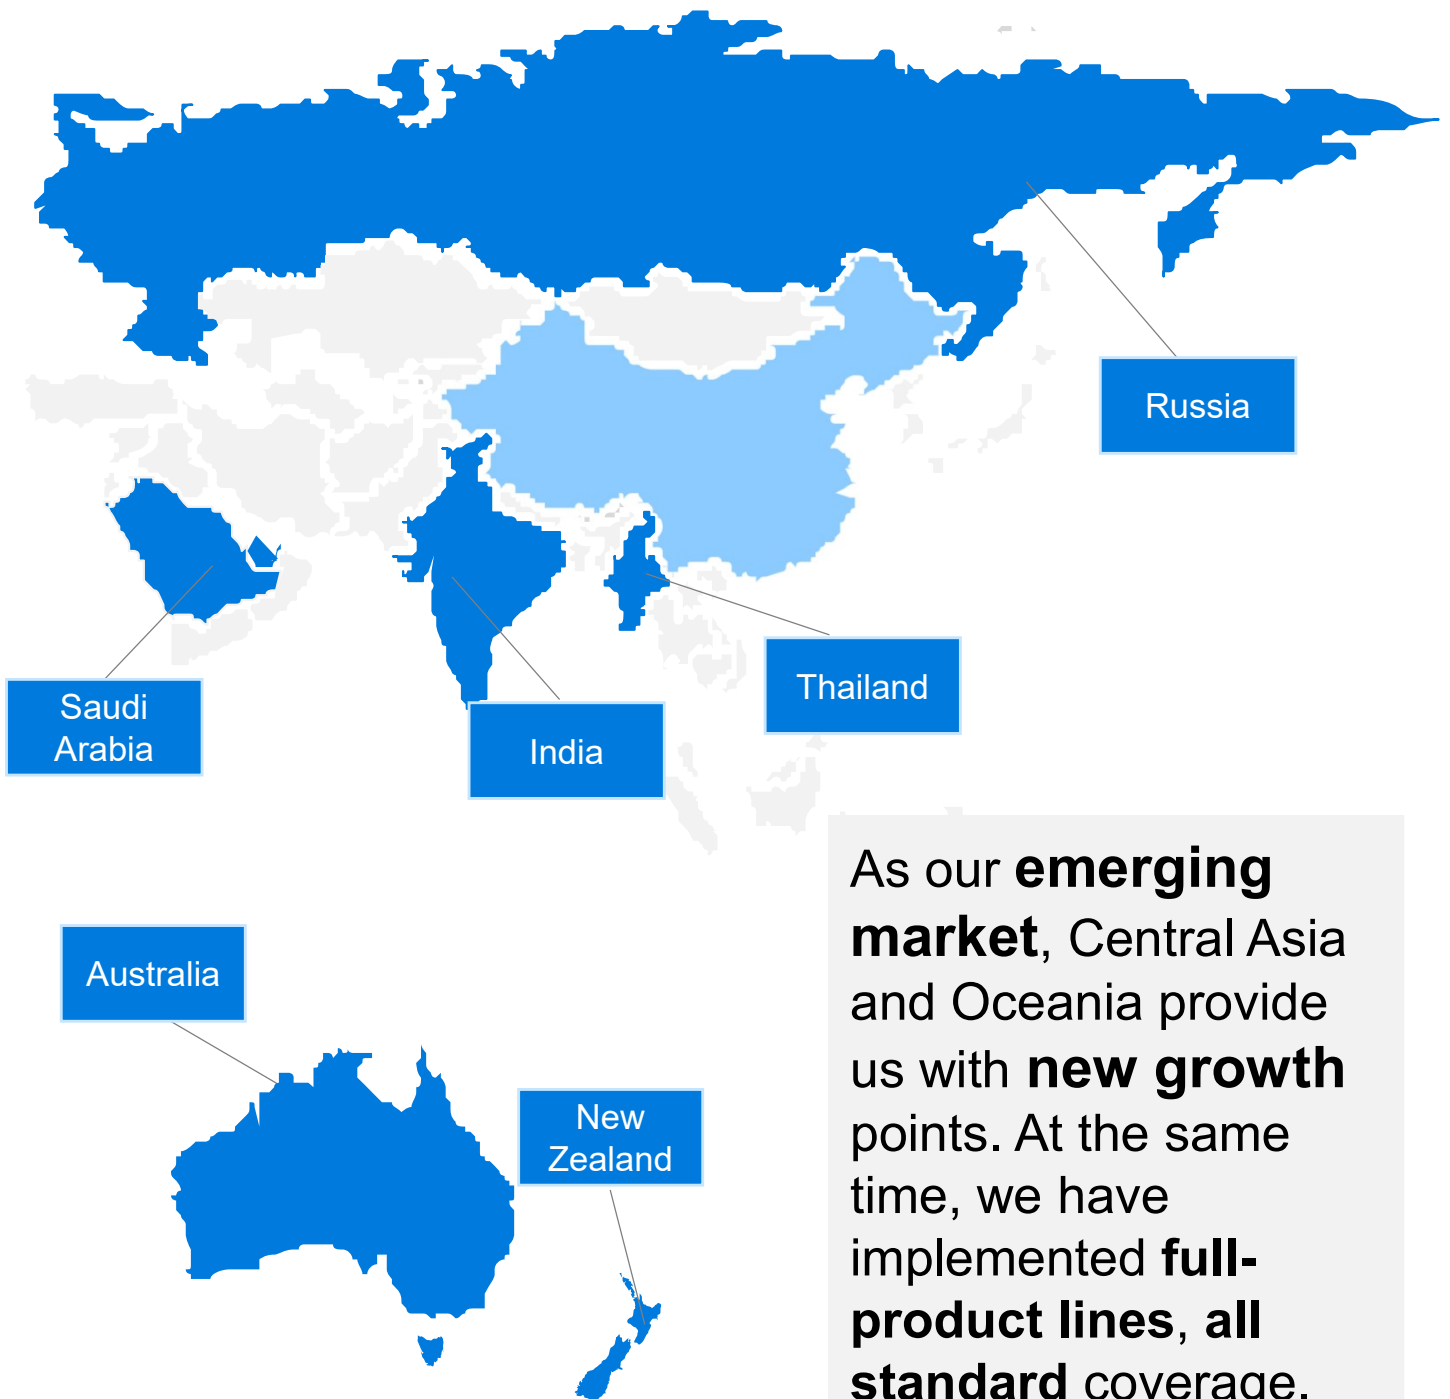 Russia
Thailand
Saudi
Arabia
India
Australia
New
Zealand
As our emerging
market, Central Asia
and Oceania provide
us with new growth
points. At the same
time, we have
implemented full-
product lines, all
standard coverage.